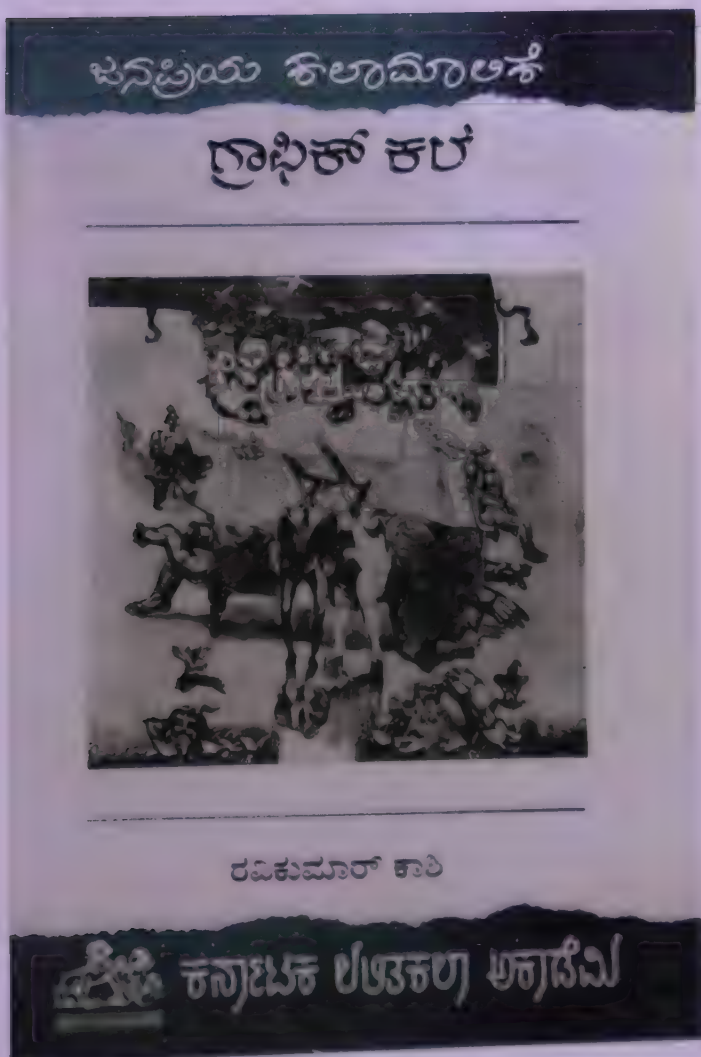 ಜನಪ್ರಿಯ ಕಲಾಮಾಲಿಕೆ
ಗ್ರಾಫಿಕ್ ಕಲೆ
ರವಿಕುಮಾರ್ ಕಾಶಿ
ಕರ್ನಾಟಕ ಲಲಿತಕಲಾ ಅಕಾಡೆಮಿ